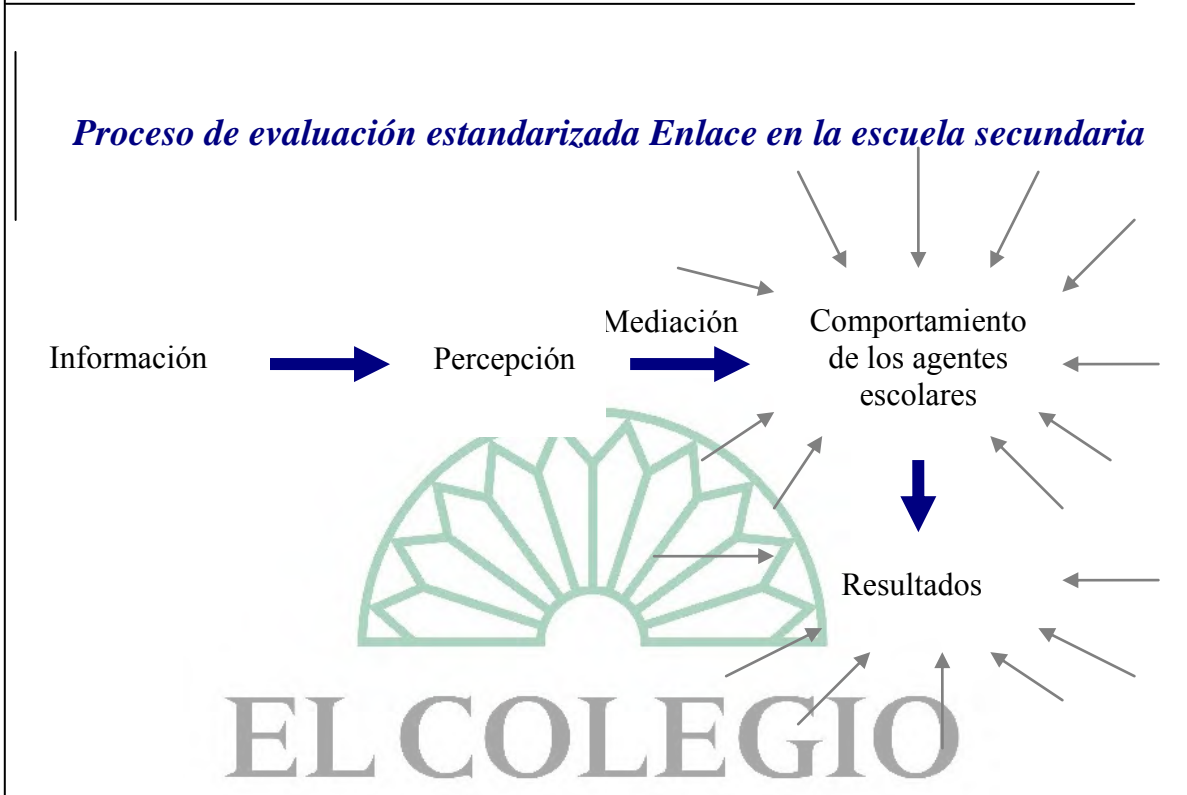 Proceso de evaluación estandarizada Enlace en la escuela secundaria
Información
Percepción
Mediación
Comportamiento
de los agentes
escolares
Resultados
EL COLEGIO